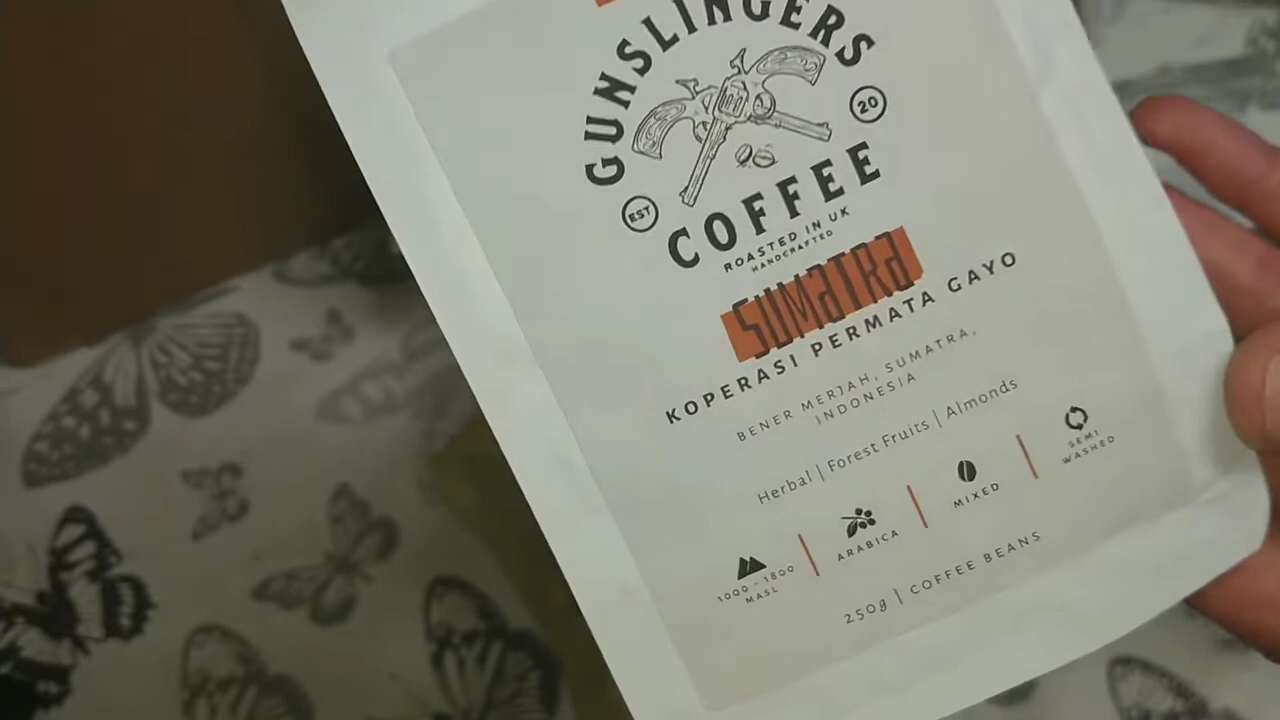 GUNSLINGERS
EST
20
COFFEE
ROASTED IN UK
HANDCRAFTED
SUMaTRa
KOPERASI PERMATA GAYO
BENER MERJAH, SUMATRA,
INDONESIA
Herbal | Forest Fruits | Almonds
1000 - 1800
MASL
ARABICA
MIXED
SEMI
WASHED
250g | COFFEE BEANS